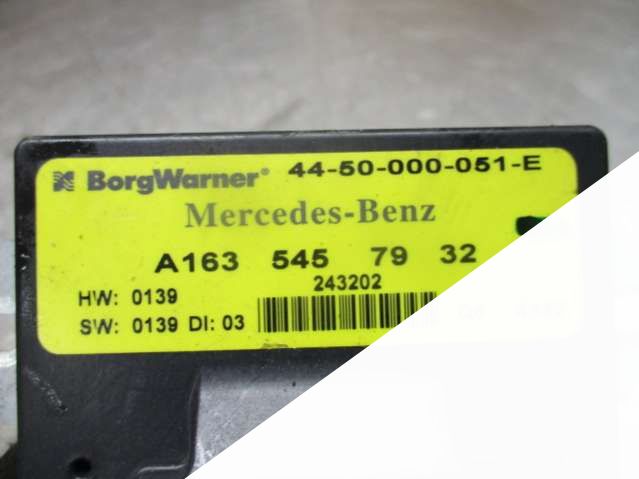 BorgWarner® 44-50-000-051-E
Mercedes-Benz
A163 545 79 32
243202
HW: 0139
SW: 0139 DI: 03